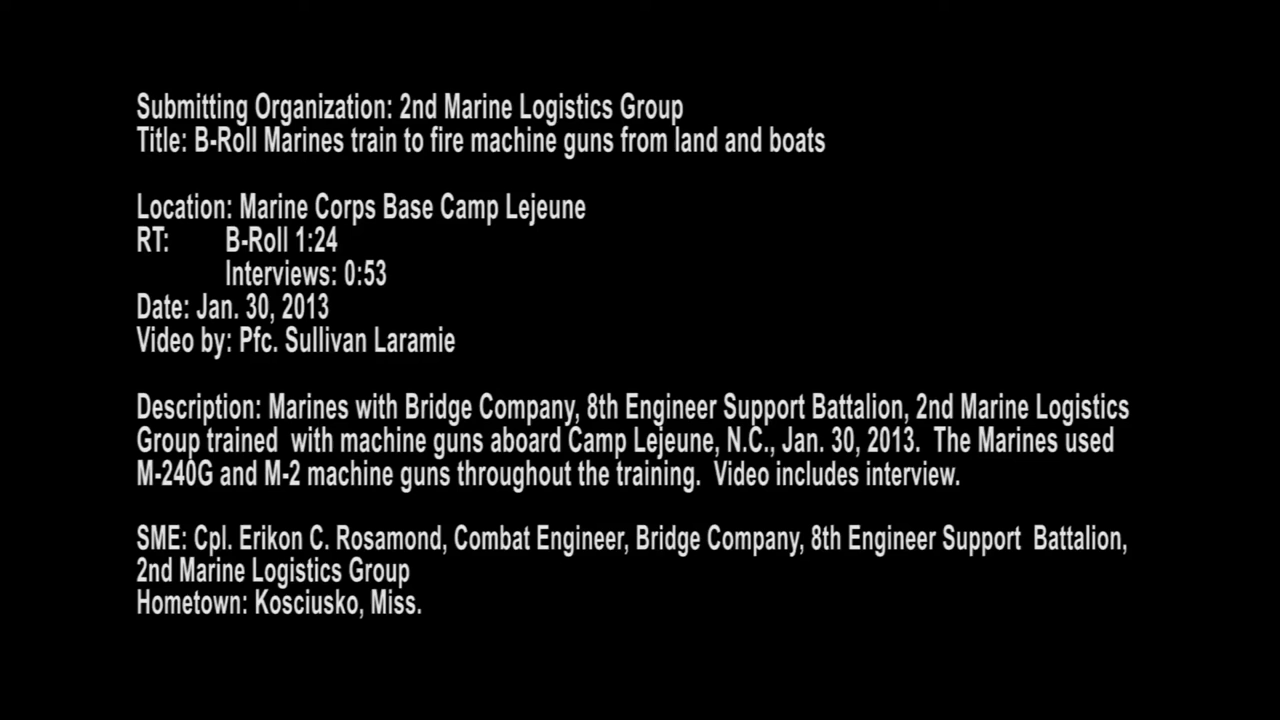 Submitting Organization: 2nd Marine Logistics Group
Title: B-Roll Marines train to fire machine guns from land and boats
Location: Marine Corps Base Camp Lejeune
RT: B-Roll 1:24
Interviews: 0:53
Date: Jan. 30, 2013
Video by: Pfc. Sullivan Laramie
Description: Marines with Bridge Company, 8th Engineer Support Battalion, 2nd Marine Logistics
Group trained  with machine guns aboard Camp Lejeune, N.C., Jan. 30, 2013.  The Marines used
M-240G and M-2 machine guns throughout the training.  Video includes interview.
SME: Cpl. Erikon C. Rosamond, Combat Engineer, Bridge Company, 8th Engineer Support  Battalion,
2nd Marine Logistics Group
Hometown: Kosciusko, Miss.